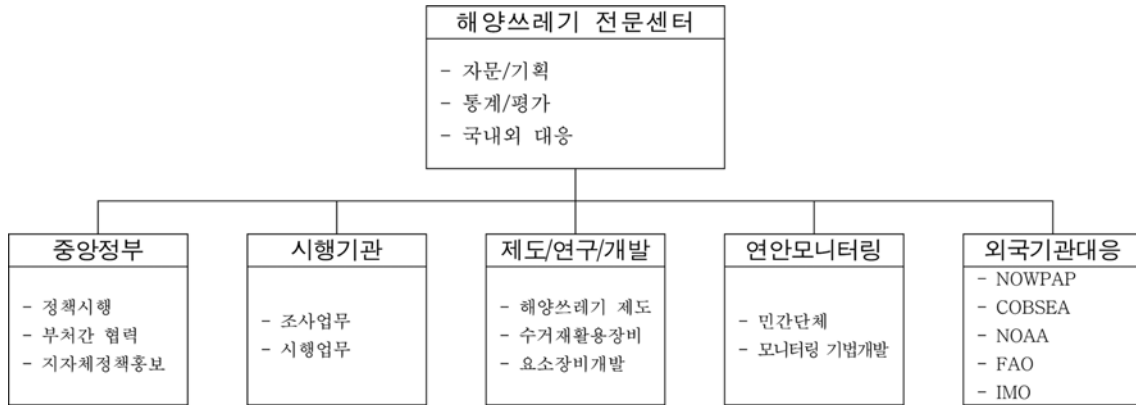 해양쓰레기 전문센터
- 자문/기획
- 통계/평가
- 국내외 대응
중앙정부
- 정책시행
- 부처간 협력
- 지자체정책홍보
시행기관
- 조사업무
- 시행업무
제도/연구/개발
- 해양쓰레기 제도
- 수거재활용장비
- 요소장비개발
연안모니터링
- 민간단체
- 모니터링 기법개발
외국기관대응
- NOWPAP
- COBSEA
- NOAA
- FAO
- IMO